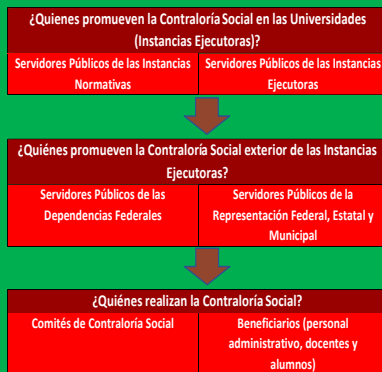 ¿Quienes promueven la Contraloría Social en las Universidades
(Instancias Ejecutoras)?
Servidores Públicos de las Instancias
Normativas
Servidores Públicos de las Instancias
Ejecutoras
¿Quiénes promueven la Contraloría Social exterior de las Instancias
Ejecutoras?
Servidores Públicos de las
Dependencias Federales
Servidores Públicos de la
Representación Federal, Estatal y
Municipal
¿Quiénes realizan la Contraloría Social?
Comités de Contraloría Social
Beneficiarios (personal
administrativo, docentes y
alumnos)